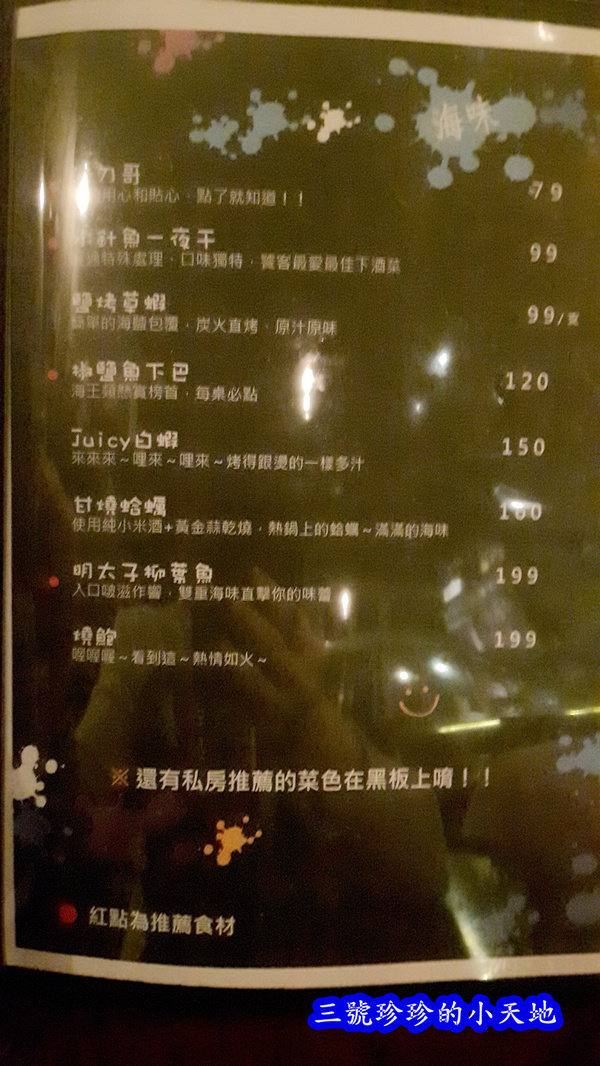 海味
力哥 79
用心和貼心，點了就知道！！
針魚一夜干 99
特殊處理、口味獨特，饕客最愛最佳下酒菜
鹽烤草蝦 99/隻
簡單的海鹽包覆，炭火直烤、原汁原味
椒鹽魚下巴 120
海王類懸賞榜首，每桌必點
Juicy白蝦 150
來來來～哩來～哩來～烤得跟燙的一樣多汁
甘燒蛤蠣 160
使用純小米酒+黃金蒜乾燒，熱鍋上的蛤蠣～滿滿的海味
明太子柳葉魚 199
入口啵滋作響，雙重海味直擊你的味蕾
燒鮑 199
喔喔喔～看到這～熱情如火～
※ 還有私房推薦的菜色在黑板上唷！！
紅點為推薦食材
三號珍珍的小天地